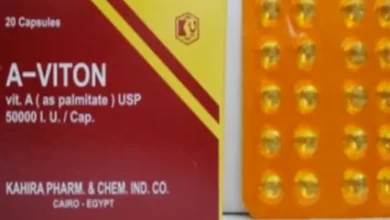 20 Capsules
A-VITON
vit. A ( as palmitate ) USP
50000 I. U. / Cap.
KAHIRA PHARM. & CHEM. IND. CO.
CAIRO - EGYPT